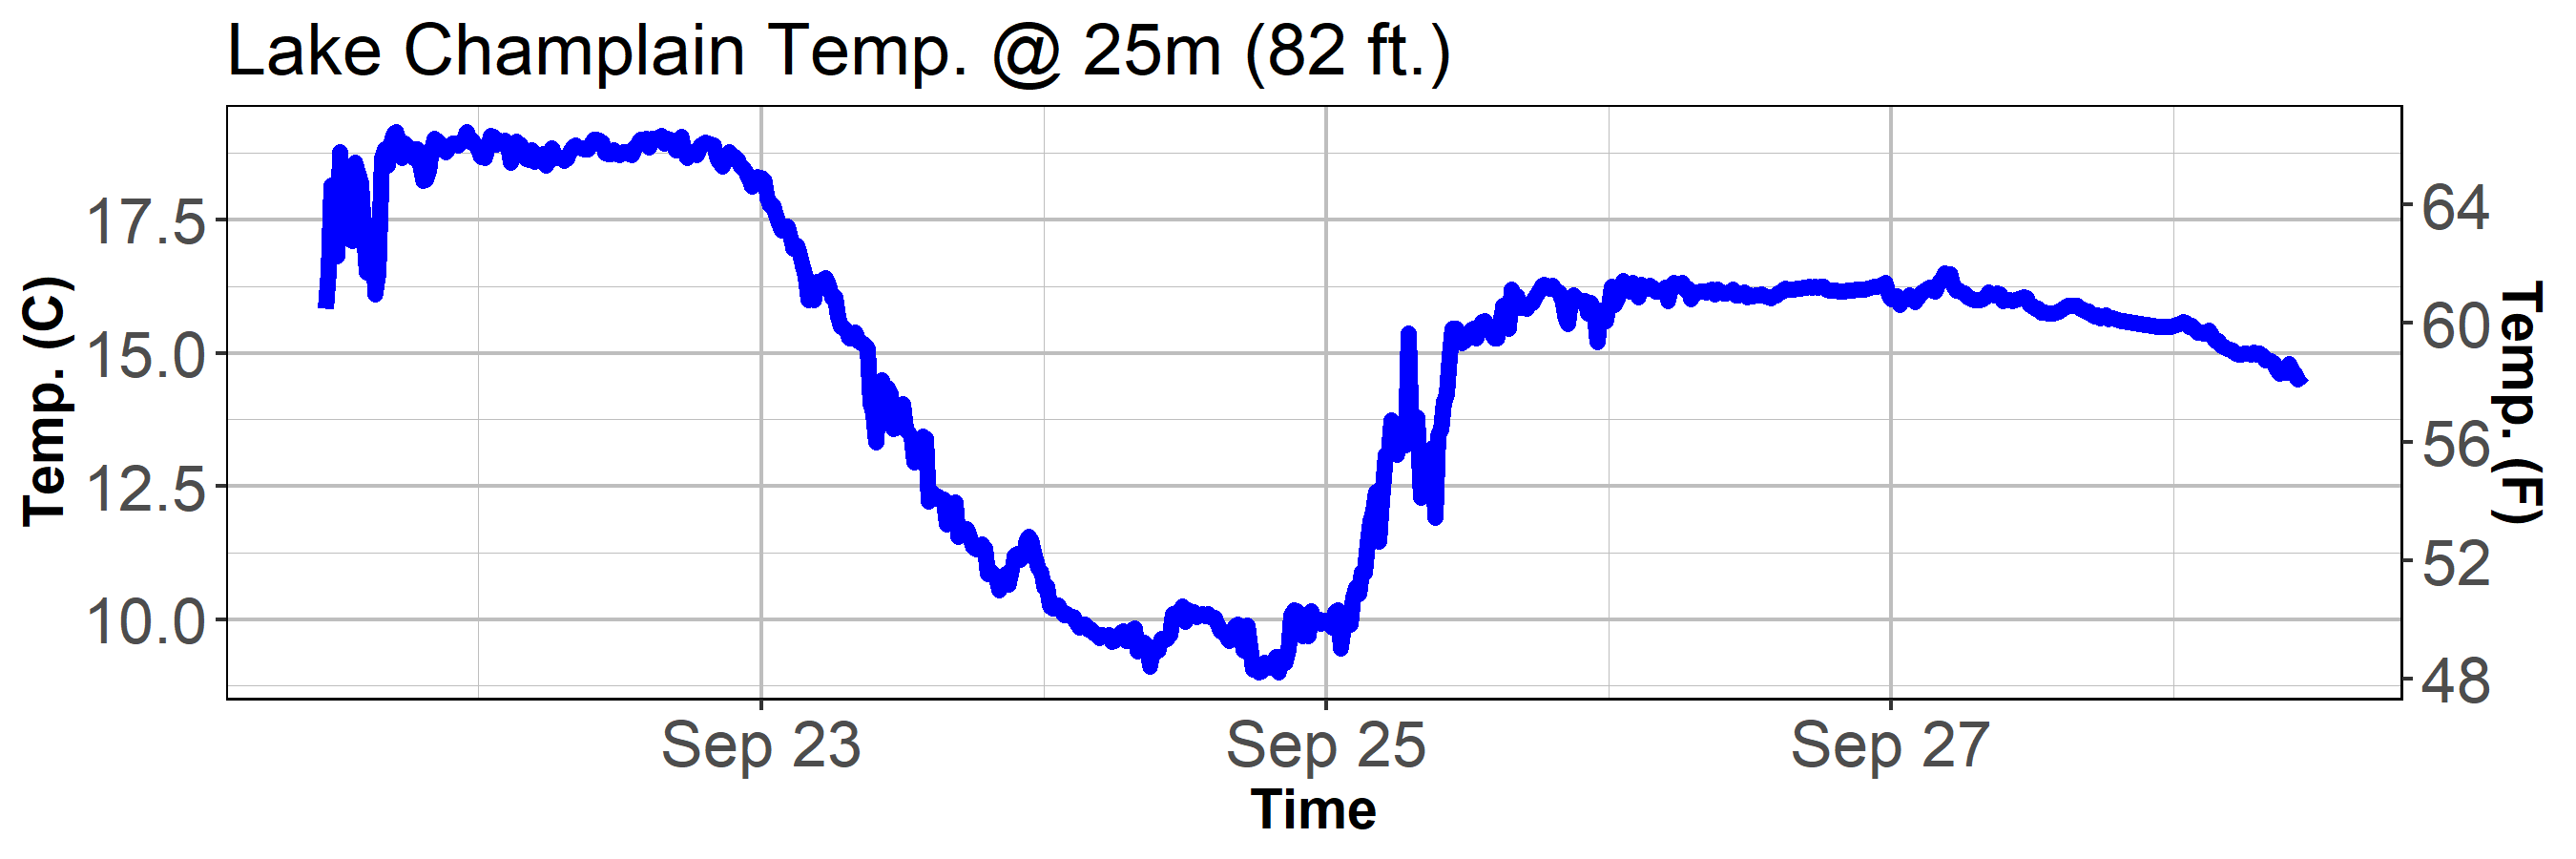 Lake Champlain Temp. @ 25m (82 ft.)
Temp. (C)
17.5
15.0
12.5
10.0
64
60
56
52
48
Temp. (F)
Sep 23 Sep 25 Sep 27
Time